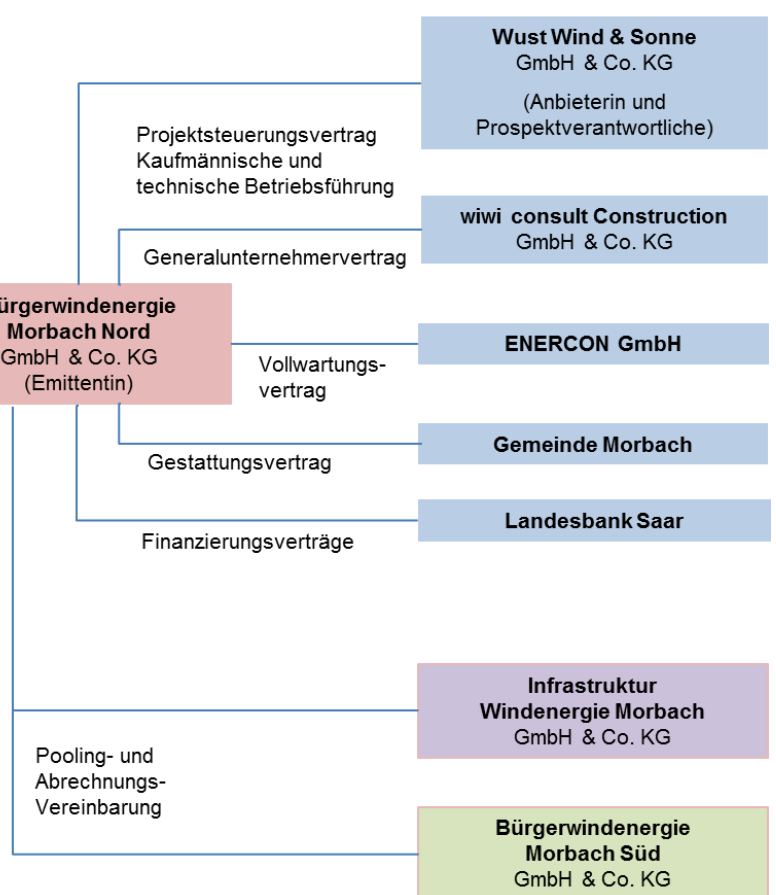 Wust Wind & Sonne
GmbH & Co. KG
(Anbieterin und
Prospektverantwortliche)
Projektsteuerungsvertrag
Kaufmännische und
technische Betriebsführung
wiwi consult Construction
GmbH & Co. KG
Generalunternehmervertrag
ürgerwindenergie
Morbach Nord
GmbH & Co. KG
(Emittentin)
ENERCON GmbH
Vollwartungs-
vertrag
Gemeinde Morbach
Gestattungsvertrag
Landesbank Saar
Finanzierungsverträge
Infrastruktur
Windenergie Morbach
GmbH & Co. KG
Pooling- und
Abrechnungs-
Vereinbarung
Bürgerwindenergie
Morbach Süd
GmbH & Co. KG